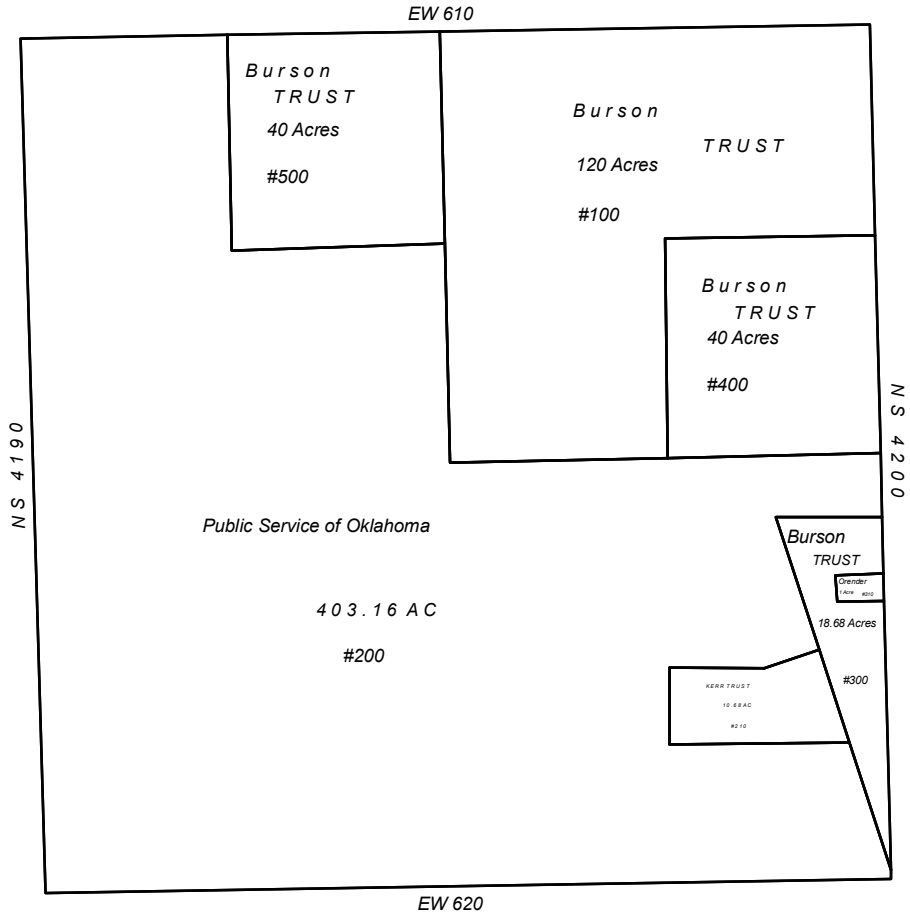 EW 610
Burson
TRUST
40 Acres
#500
Burson
TRUST
120 Acres
#100
Burson
TRUST
40 Acres
#400
NS 4190
NS 4200
Public Service of Oklahoma
403.16 AC
#200
Burson
TRUST
Orender
1 Acre #310
18.68 Acres
#300
KERR TRUST
10.68 AC
#210
EW 620